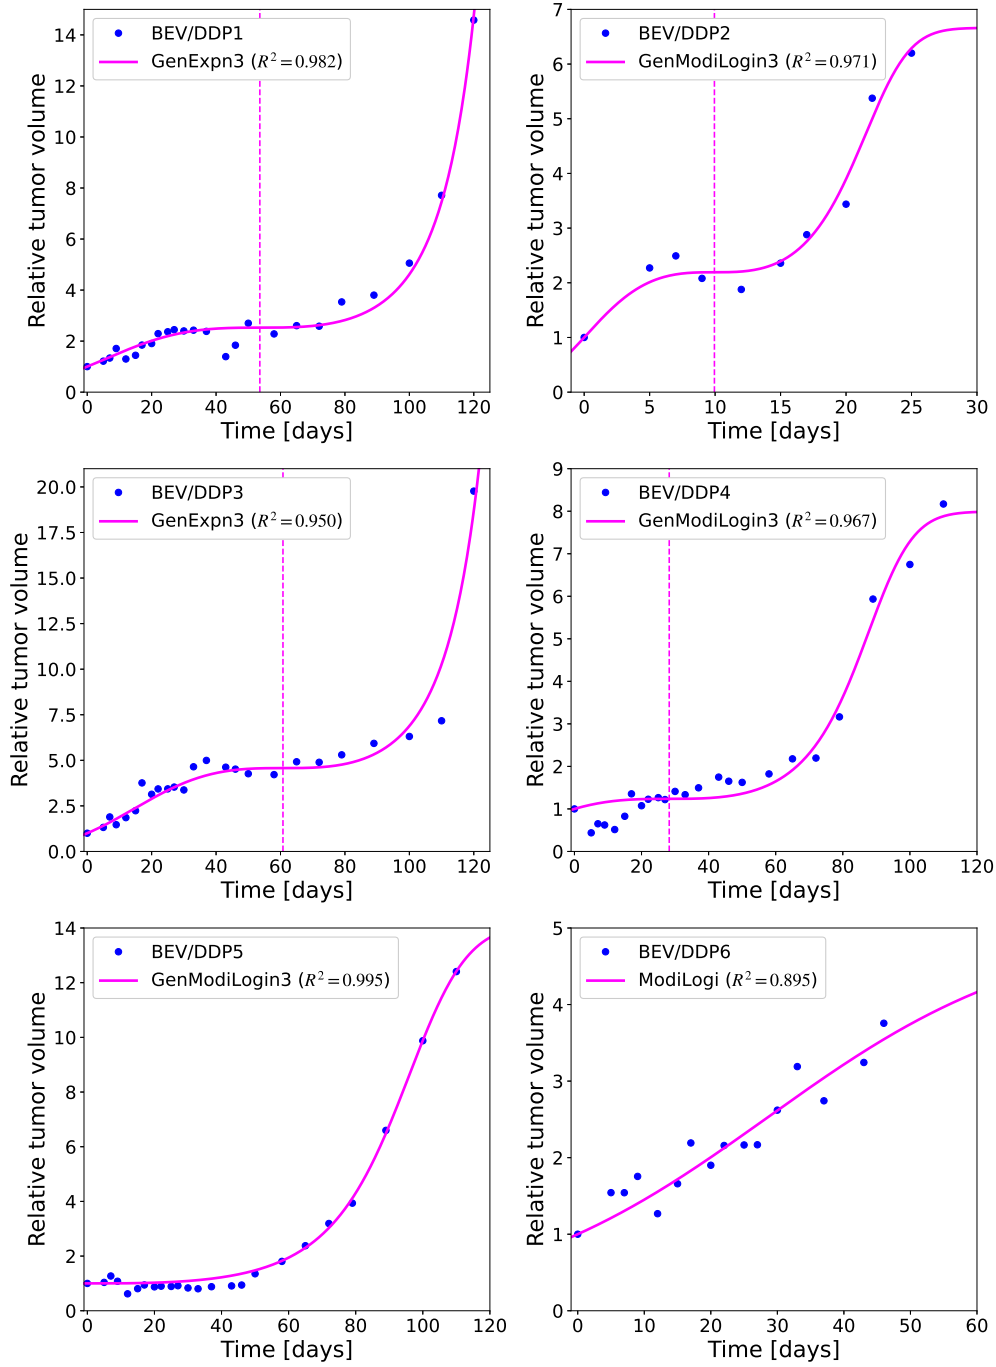 BEV/DDP1
GenExpn3 (R² = 0.982)
Relative tumor volume
14
12
10
8
6
4
2
0
0 20 40 60 80 100 120
Time [days]
BEV/DDP2
GenModiLogin3 (R² = 0.971)
Relative tumor volume
7
6
5
4
3
2
1
0
0 5 10 15 20 25 30
Time [days]
BEV/DDP3
GenExpn3 (R² = 0.950)
Relative tumor volume
20.0
17.5
15.0
12.5
10.0
7.5
5.0
2.5
0.0
0 20 40 60 80 100 120
Time [days]
BEV/DDP4
GenModiLogin3 (R² = 0.967)
Relative tumor volume
9
8
7
6
5
4
3
2
1
0
0 20 40 60 80 100 120
Time [days]
BEV/DDP5
GenModiLogin3 (R² = 0.995)
Relative tumor volume
14
12
10
8
6
4
2
0
0 20 40 60 80 100 120
Time [days]
BEV/DDP6
ModiLogi (R² = 0.895)
Relative tumor volume
5
4
3
2
1
0
0 10 20 30 40 50 60
Time [days]